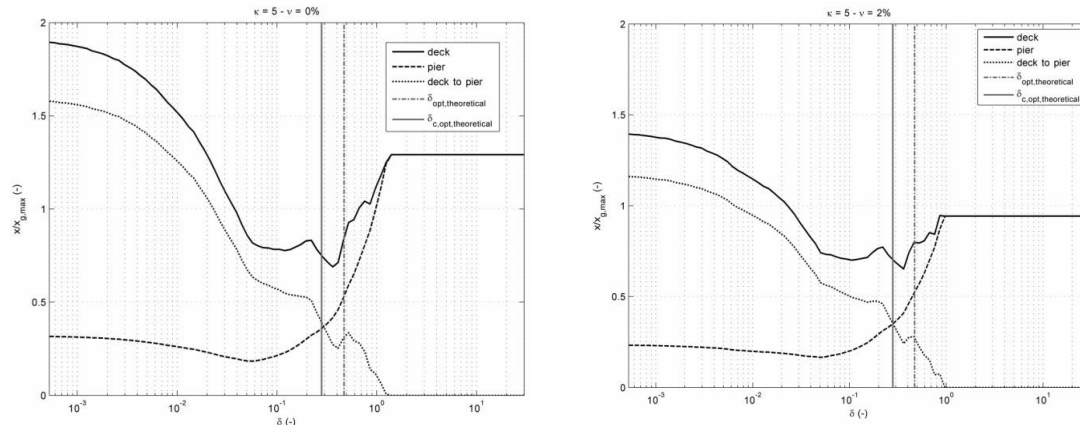 κ = 5 - ν = 0%
2
1.5
1
0.5
0
x/x_g,max (-)
10^-3
10^-2
10^-1
10^0
10^1
δ (-)
deck
pier
deck to pier
δ_opt,theoretical
δ_c,opt,theoretical
κ = 5 - ν = 2%
2
1.5
1
0.5
0
x/x_g,max (-)
10^-3
10^-2
10^-1
10^0
10^1
δ (-)
deck
pier
deck to pier
δ_opt,theoretical
δ_c,opt,theoretical